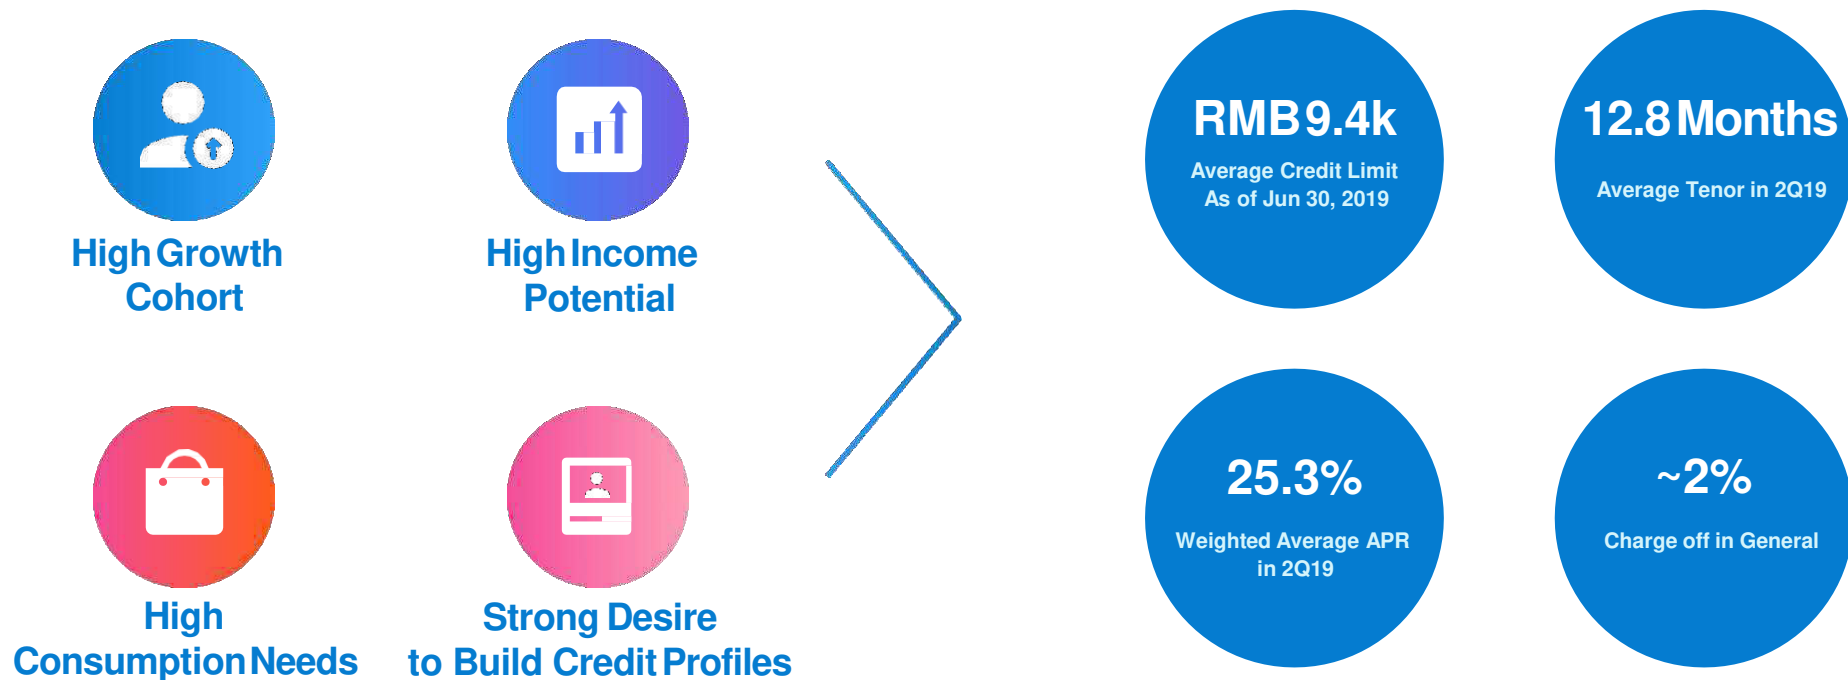 High Growth
Cohort
High Income
Potential
High
Consumption Needs
Strong Desire
to Build Credit Profiles
RMB 9.4k
Average Credit Limit
As of Jun 30, 2019
12.8 Months
Average Tenor in 2Q19
25.3%
Weighted Average APR
in 2Q19
~2%
Charge off in General